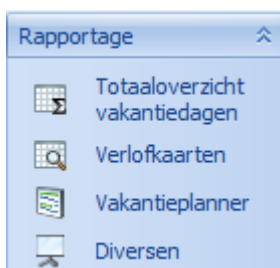 Rapportage
Totaaloverzicht
vakantiedagen
Verlofkaarten
Vakantieplanner
Diversen